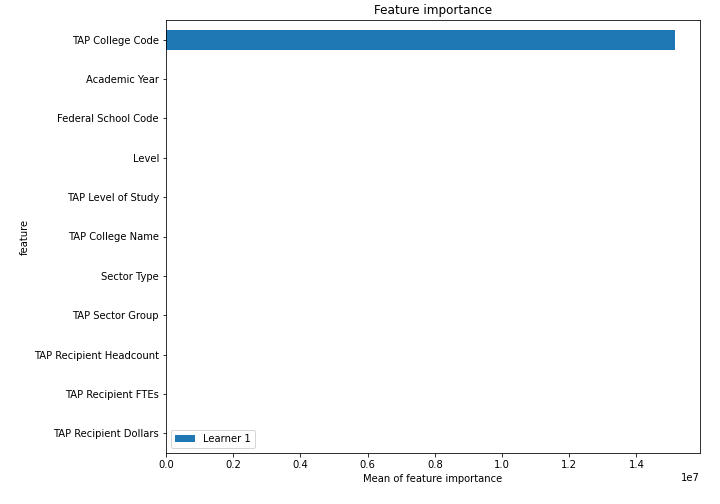 Feature importance
TAP College Code
Academic Year
Federal School Code
Level
TAP Level of Study
TAP College Name
Sector Type
TAP Sector Group
TAP Recipient Headcount
TAP Recipient FTEs
TAP Recipient Dollars
feature
Learner 1
0.0 0.2 0.4 0.6 0.8 1.0 1.2 1.4
1e7
Mean of feature importance